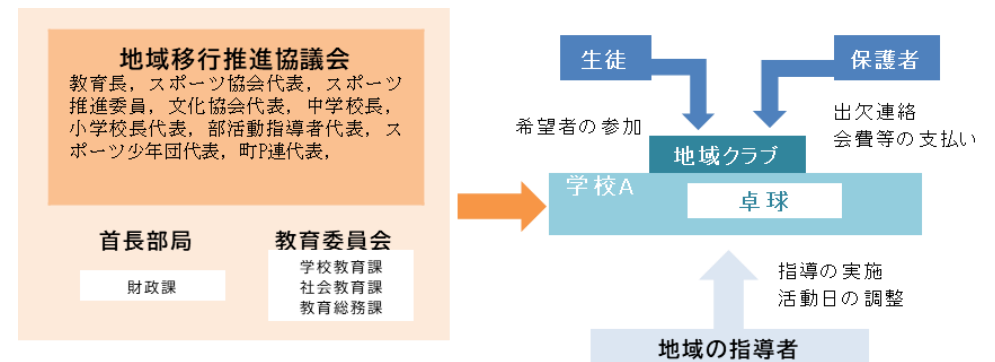 地域移行推進協議会
教育長，スポーツ協会代表，スポーツ
推進委員，文化協会代表，中学校長，
小学校長代表，部活動指導者代表，ス
ポーツ少年団代表，町P連代表，
首長部局
財政課
教育委員会
学校教育課
社会教育課
教育総務課
生徒
保護者
希望者の参加
出欠連絡
会費等の支払い
地域クラブ
学校A
卓球
指導の実施
活動日の調整
地域の指導者